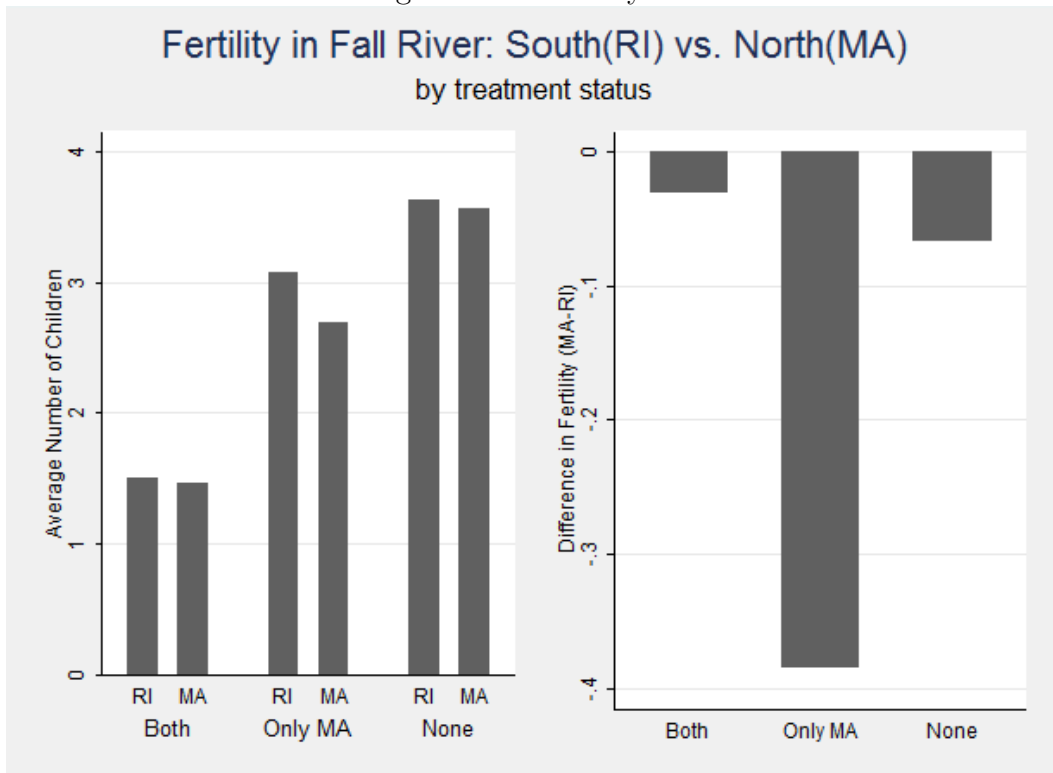 Fertility in Fall River: South(RI) vs. North(MA)
by treatment status
Average Number of Children
4
3
2
1
0
RI MA RI MA RI MA
Both Only MA None
Difference in Fertility (MA-RI)
0
-.1
-.2
-.3
-.4
Both Only MA None